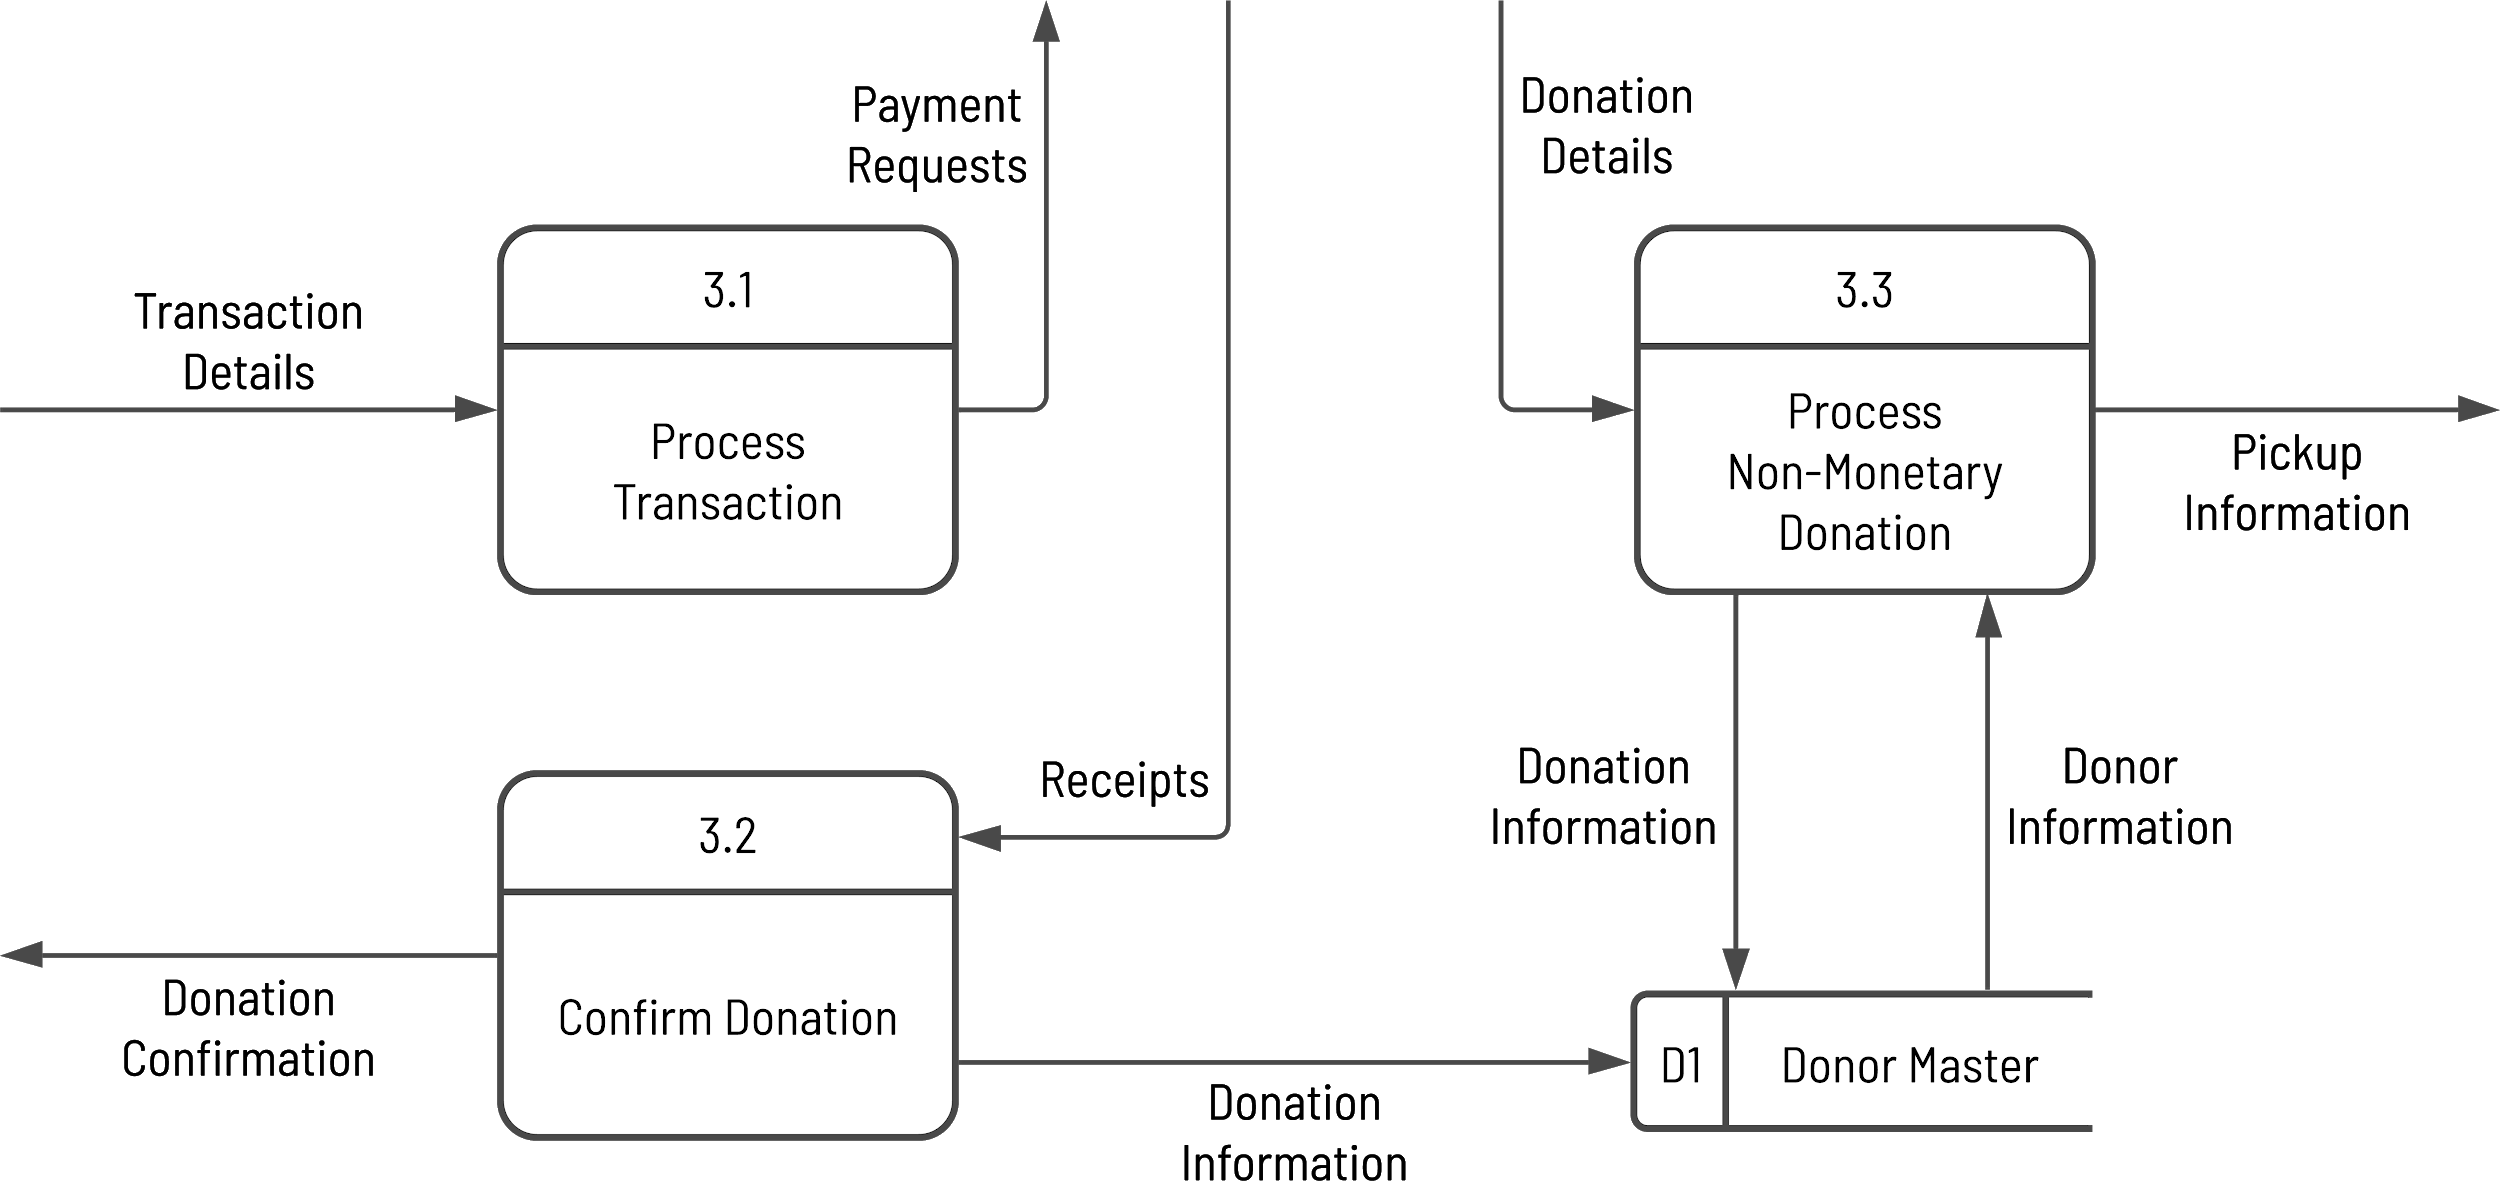 Payment
Requests
Donation
Details
Transaction
Details
3.1
Process
Transaction
3.3
Process
Non-Monetary
Donation
Pickup
Information
Receipts
Donation
Information
Donor
Information
3.2
Confirm Donation
Donation
Confirmation
D1
Donor Master
Donation
Information